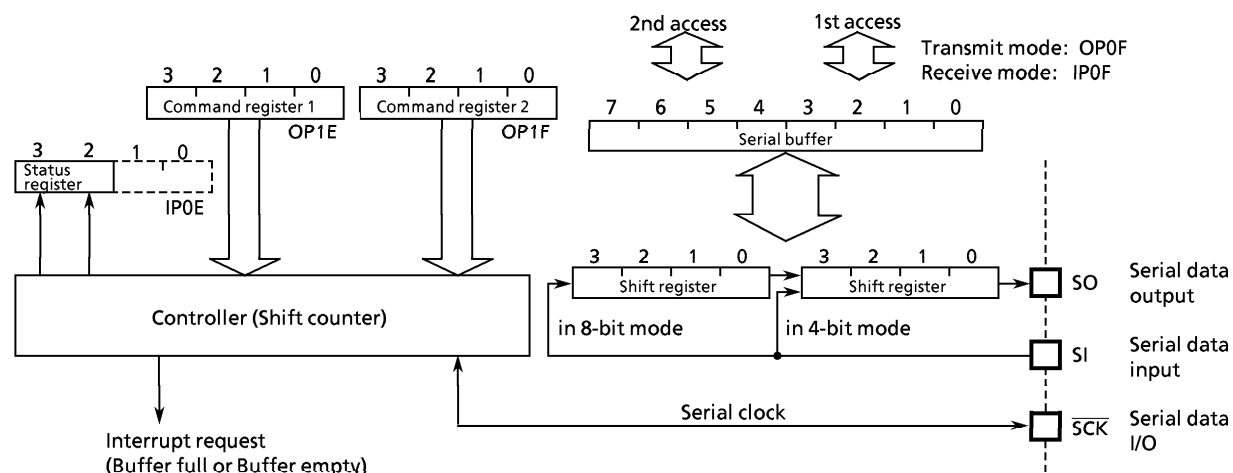 2nd access
1st access
Transmit mode: OP0F
Receive mode: IP0F
3 2 1 0
Command register 1
OP1E
3 2 1 0
Command register 2
OP1F
7 6 5 4 3 2 1 0
Serial buffer
3 2 1 0
Status
register
IP0E
3 2 1 0
Shift register
3 2 1 0
Shift register
Controller (Shift counter)
in 8-bit mode
in 4-bit mode
SO
Serial data
output
SI
Serial data
input
Serial clock
SCK
Serial data
I/O
Interrupt request
(Buffer full or Buffer empty)